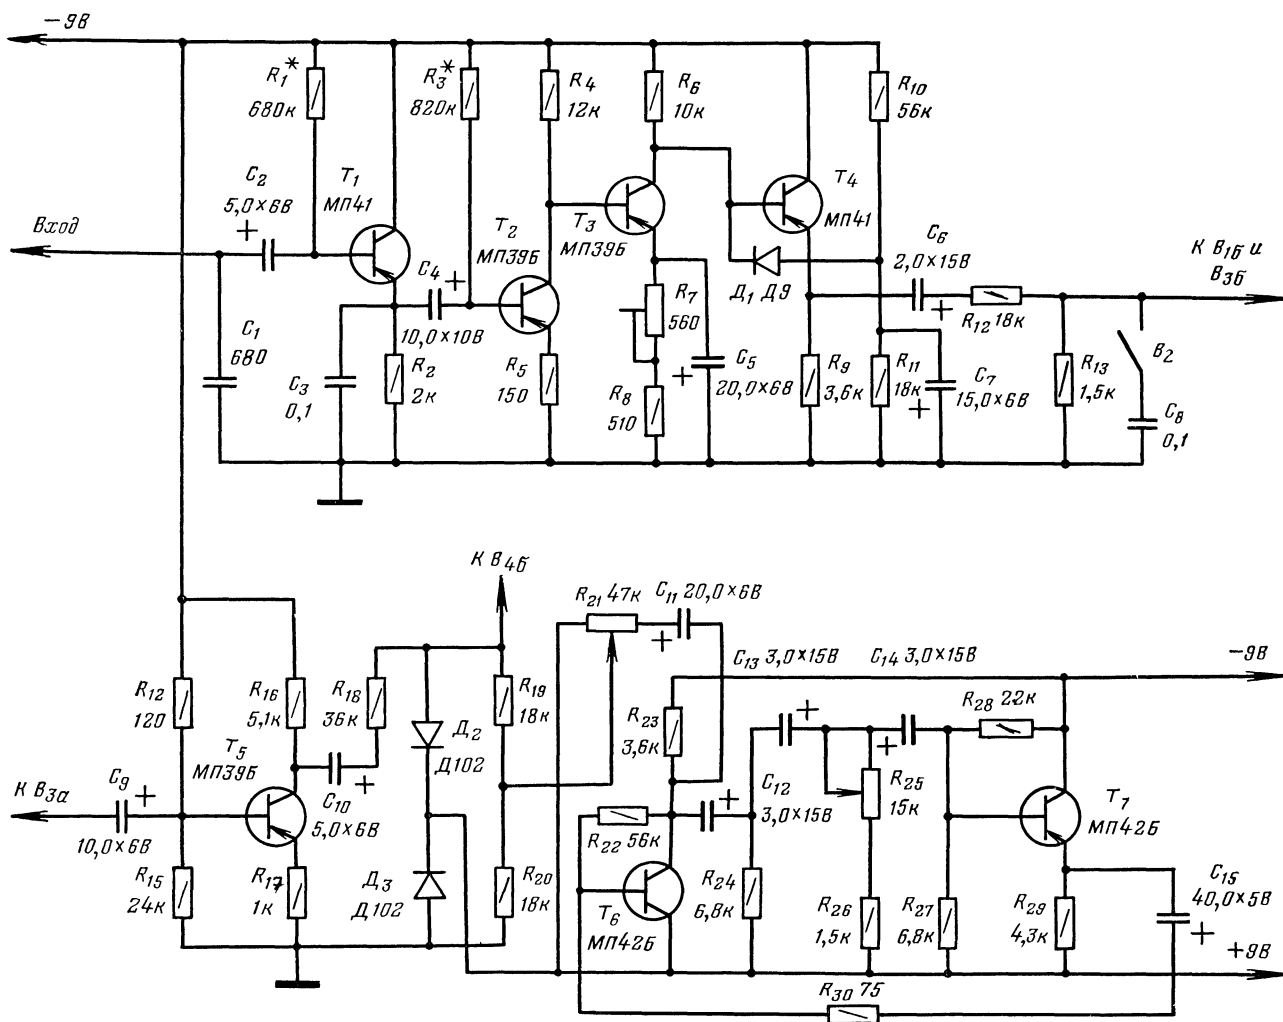 −9В
R₁*
680к
R₃*
820к
R₄
12к
R₆
10к
R₁₀
56к
C₂
5,0×6В
+
T₁
МП41
Вход
T₂
МП39Б
T₃
МП39Б
T₄
МП41
C₆
2,0×15В
+
К В₁б и
В₃б
C₄
+
10,0×10В
Д₁ Д9
R₇
560
R₁₂ 18к
C₁
680
C₃
0,1
R₂
2к
R₅
150
R₈
510
+
C₅
20,0×6В
R₉
3,6к
R₁₁
18к
C₇
15,0×6В
+
R₁₃
1,5к
В₂
C₈
0,1
К В₄б
R₂₁ 47к
C₁₁ 20,0×6В
+
C₁₃ 3,0×15В
C₁₄ 3,0×15В
−9В
R₁₂
120
R₁₆
5,1к
R₁₈
36к
Д₂
Д102
R₁₉
18к
R₂₃
3,6к
+
+
R₂₈ 22к
T₅
МП39Б
К В₃а
C₉
+
10,0×6В
C₁₀
+
5,0×6В
R₂₂ 56к
+
C₁₂
3,0×15В
R₂₅
15к
T₇
МП42Б
R₁₅
24к
R₁₇
1к
Д₃
Д102
R₂₀
18к
T₆
МП42Б
R₂₄
6,8к
R₂₆
1,5к
R₂₇
6,8к
R₂₉
4,3к
C₁₅
40,0×5В
+
+9В
R₃₀ 75